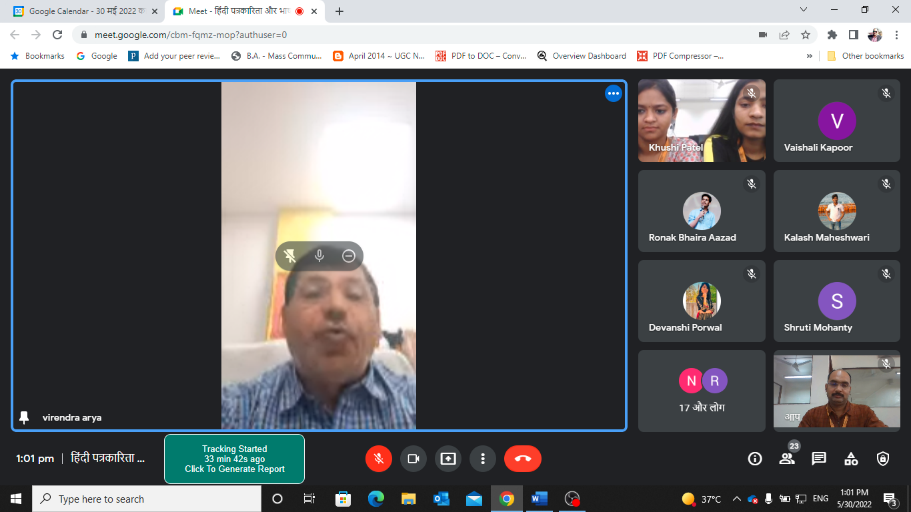 Google Calendar - 30 मई 2022 क
Meet - हिंदी पत्रकारिता और भा
meet.google.com/cbm-fqmz-mop?authuser=0
Bookmarks
Google
Add your peer revie...
B.A. - Mass Commu...
April 2014 ~ UGC N...
PDF to DOC – Conv...
Overview Dashboard
PDF Compressor –...
»
Other bookmarks
virendra arya
Khushi Patel
V
Vaishali Kapoor
Ronak Bhaira Aazad
Kalash Maheshwari
Devanshi Porwal
S
Shruti Mohanty
N R
17 और लोग
आप
1:01 pm | हिंदी पत्रकारिता ...
Tracking Started
33 min 42s ago
Click To Generate Report
23
Type here to search
37°C
ENG
1:01 PM
5/30/2022
3